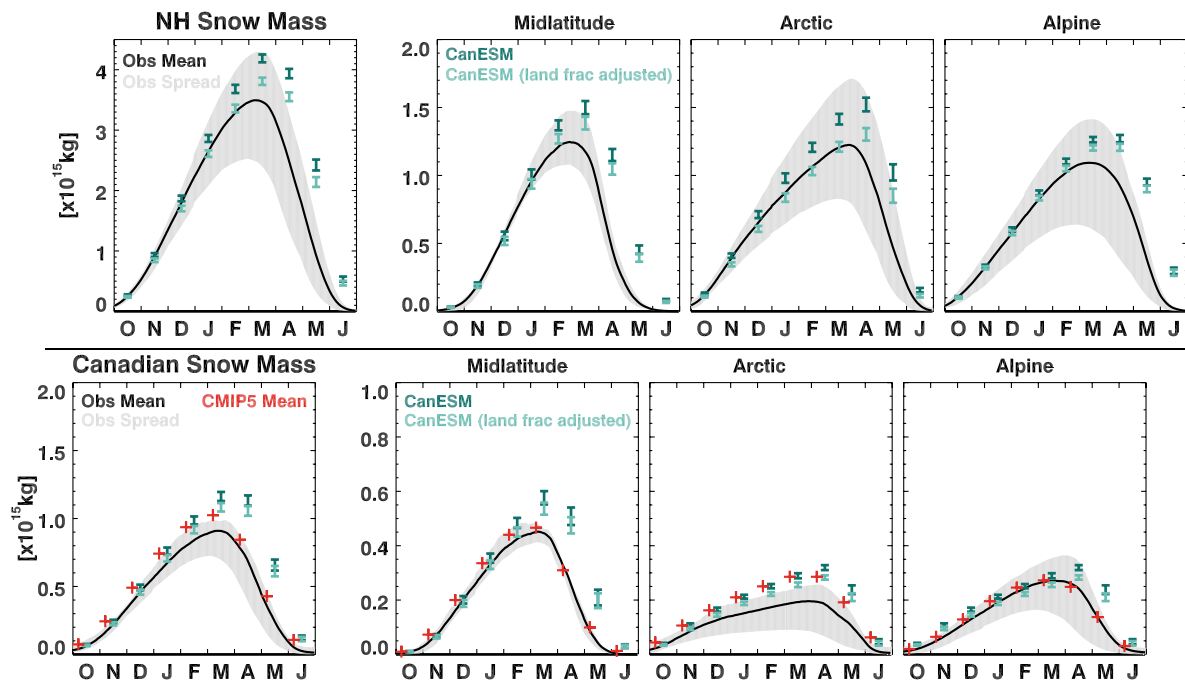 NH Snow Mass
Midlatitude
Arctic
Alpine
Obs Mean
Obs Spread
CanESM
CanESM (land frac adjusted)
[x10¹⁵kg]
4
3
2
1
0
2.0
1.5
1.0
0.5
0.0
O N D J F M A M J
O N D J F M A M J
O N D J F M A M J
O N D J F M A M J
Canadian Snow Mass
Midlatitude
Arctic
Alpine
Obs Mean
CMIP5 Mean
Obs Spread
CanESM
CanESM (land frac adjusted)
[x10¹⁵kg]
2.0
1.5
1.0
0.5
0.0
1.0
0.8
0.6
0.4
0.2
0.0
O N D J F M A M J
O N D J F M A M J
O N D J F M A M J
O N D J F M A M J